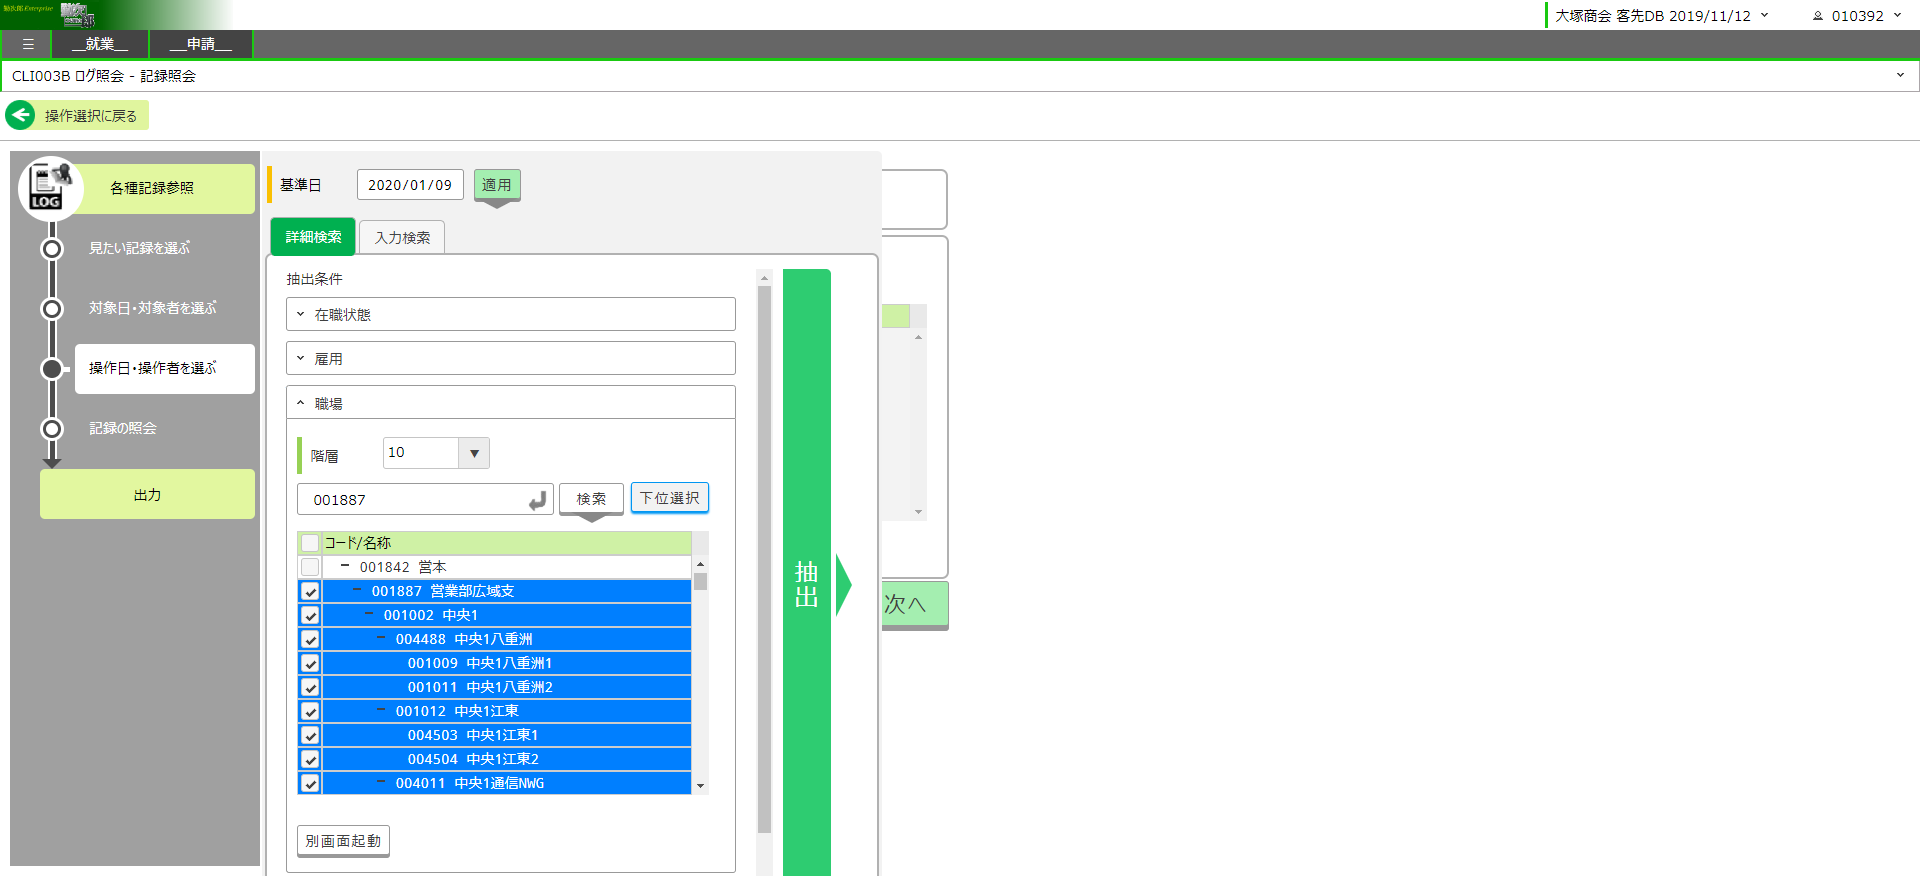 勤次郎 Enterprise
大塚商会 客先DB 2019/11/12
010392
__就業__
__申請__
CLI003B ログ照会 - 記録照会
操作選択に戻る
LOG
各種記録参照
見たい記録を選ぶ
対象日・対象者を選ぶ
操作日・操作者を選ぶ
記録の照会
出力
基準日 2020/01/09 適用
詳細検索 入力検索
抽出条件
在職状態
雇用
職場
階層 10
001887 検索 下位選択
コード/名称
001842 営本
001887 営業部広域支
001002 中央1
004488 中央1八重洲
001009 中央1八重洲1
001011 中央1八重洲2
001012 中央1江東
004503 中央1江東1
004504 中央1江東2
004011 中央1通信NWG
別画面起動
抽出
次へ